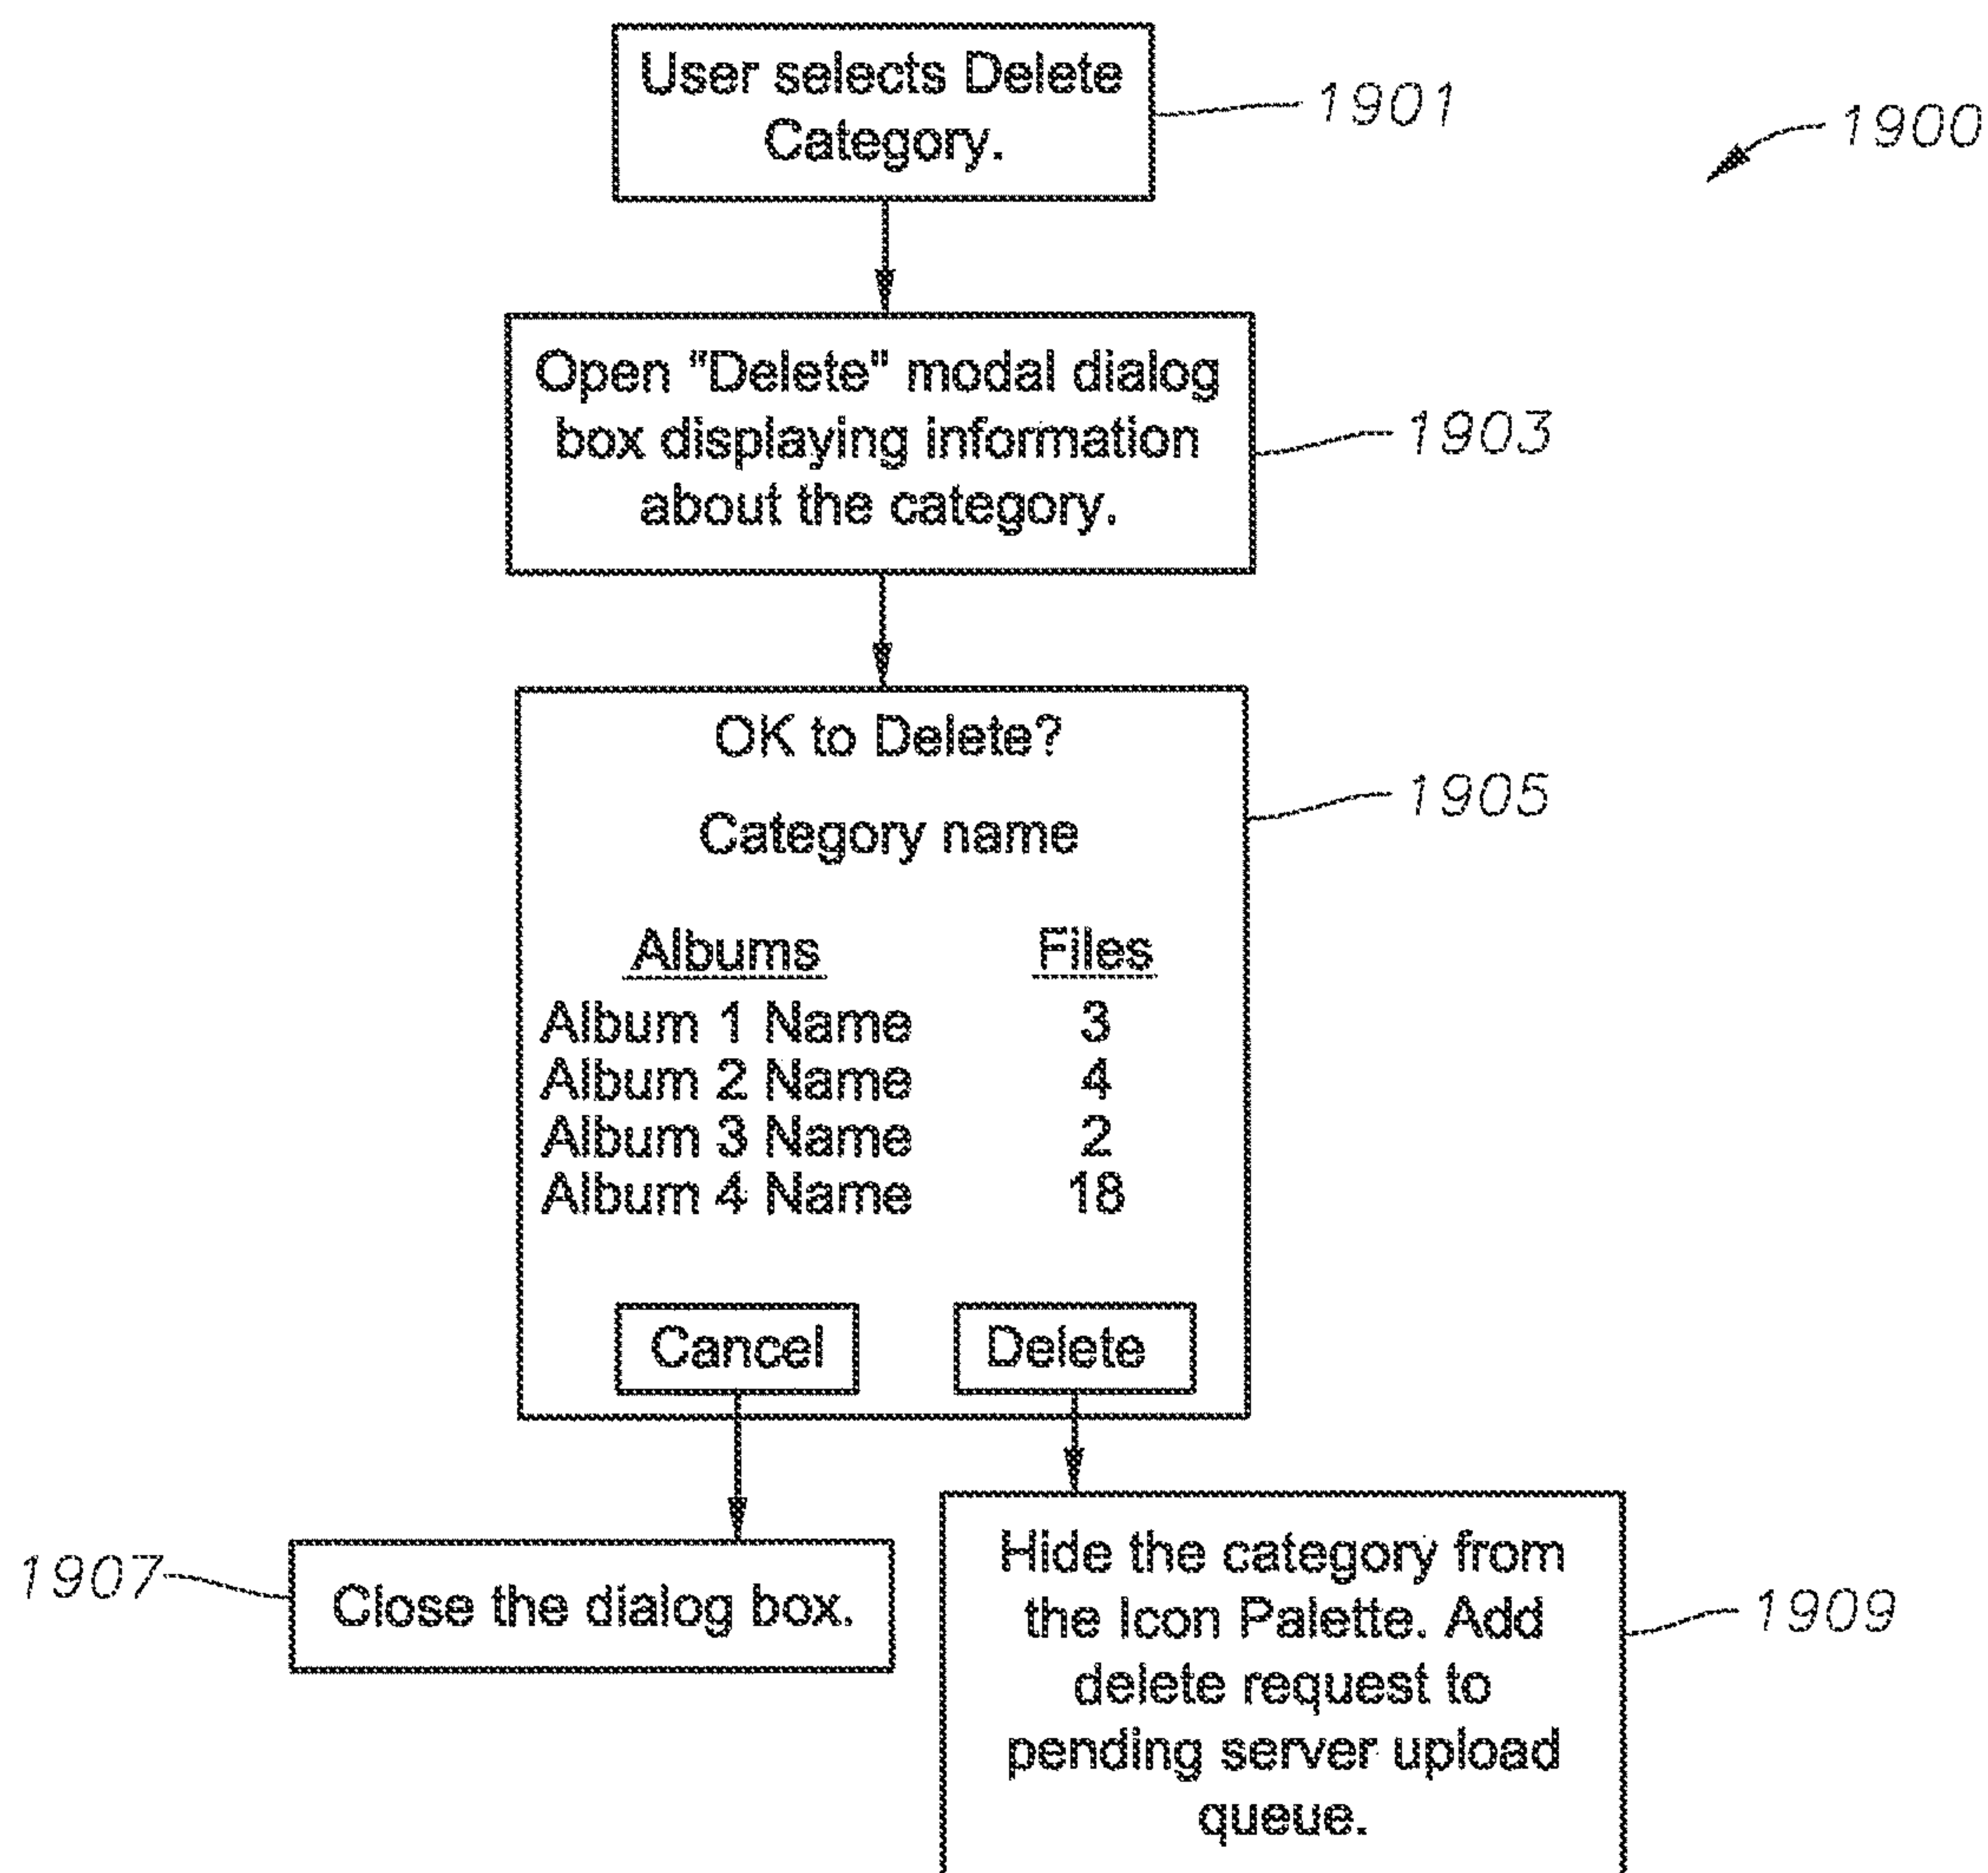 User selects Delete
Category.
1901
1900
Open "Delete" modal dialog
box displaying information
about the category.
1903
OK to Delete?
Category name
1905
Albums Files
Album 1 Name 3
Album 2 Name 4
Album 3 Name 2
Album 4 Name 18
Cancel Delete
1907
Close the dialog box.
Hide the category from
the Icon Palette. Add
delete request to
pending server upload
queue.
1909